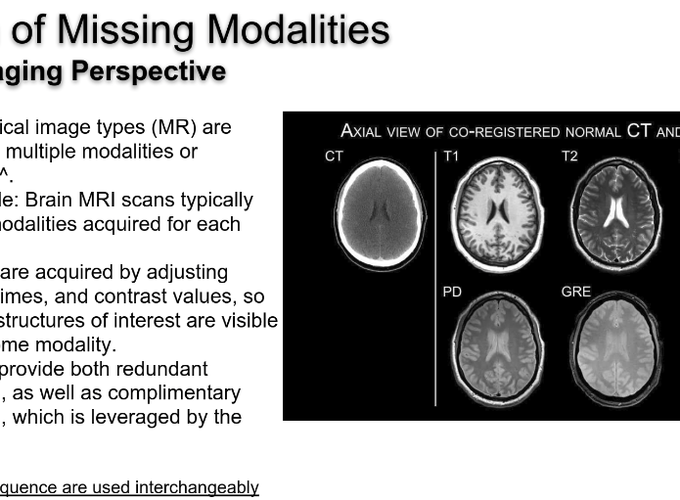 of Missing Modalities
aging Perspective
ical image types (MR) are
multiple modalities or
^.
le: Brain MRI scans typically
modalities acquired for each
are acquired by adjusting
times, and contrast values, so
structures of interest are visible
ome modality.
provide both redundant
, as well as complimentary
, which is leveraged by the
quence are used interchangeably
AXIAL VIEW OF CO-REGISTERED NORMAL CT AND
CT
T1
T2
PD
GRE